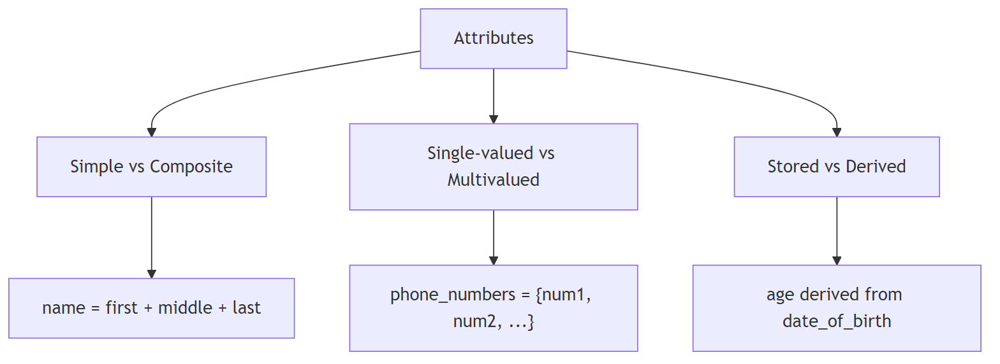 Attributes
Simple vs Composite
Single-valued vs
Multivalued
Stored vs Derived
name = first + middle + last
phone_numbers = {num1,
num2, ...}
age derived from
date_of_birth